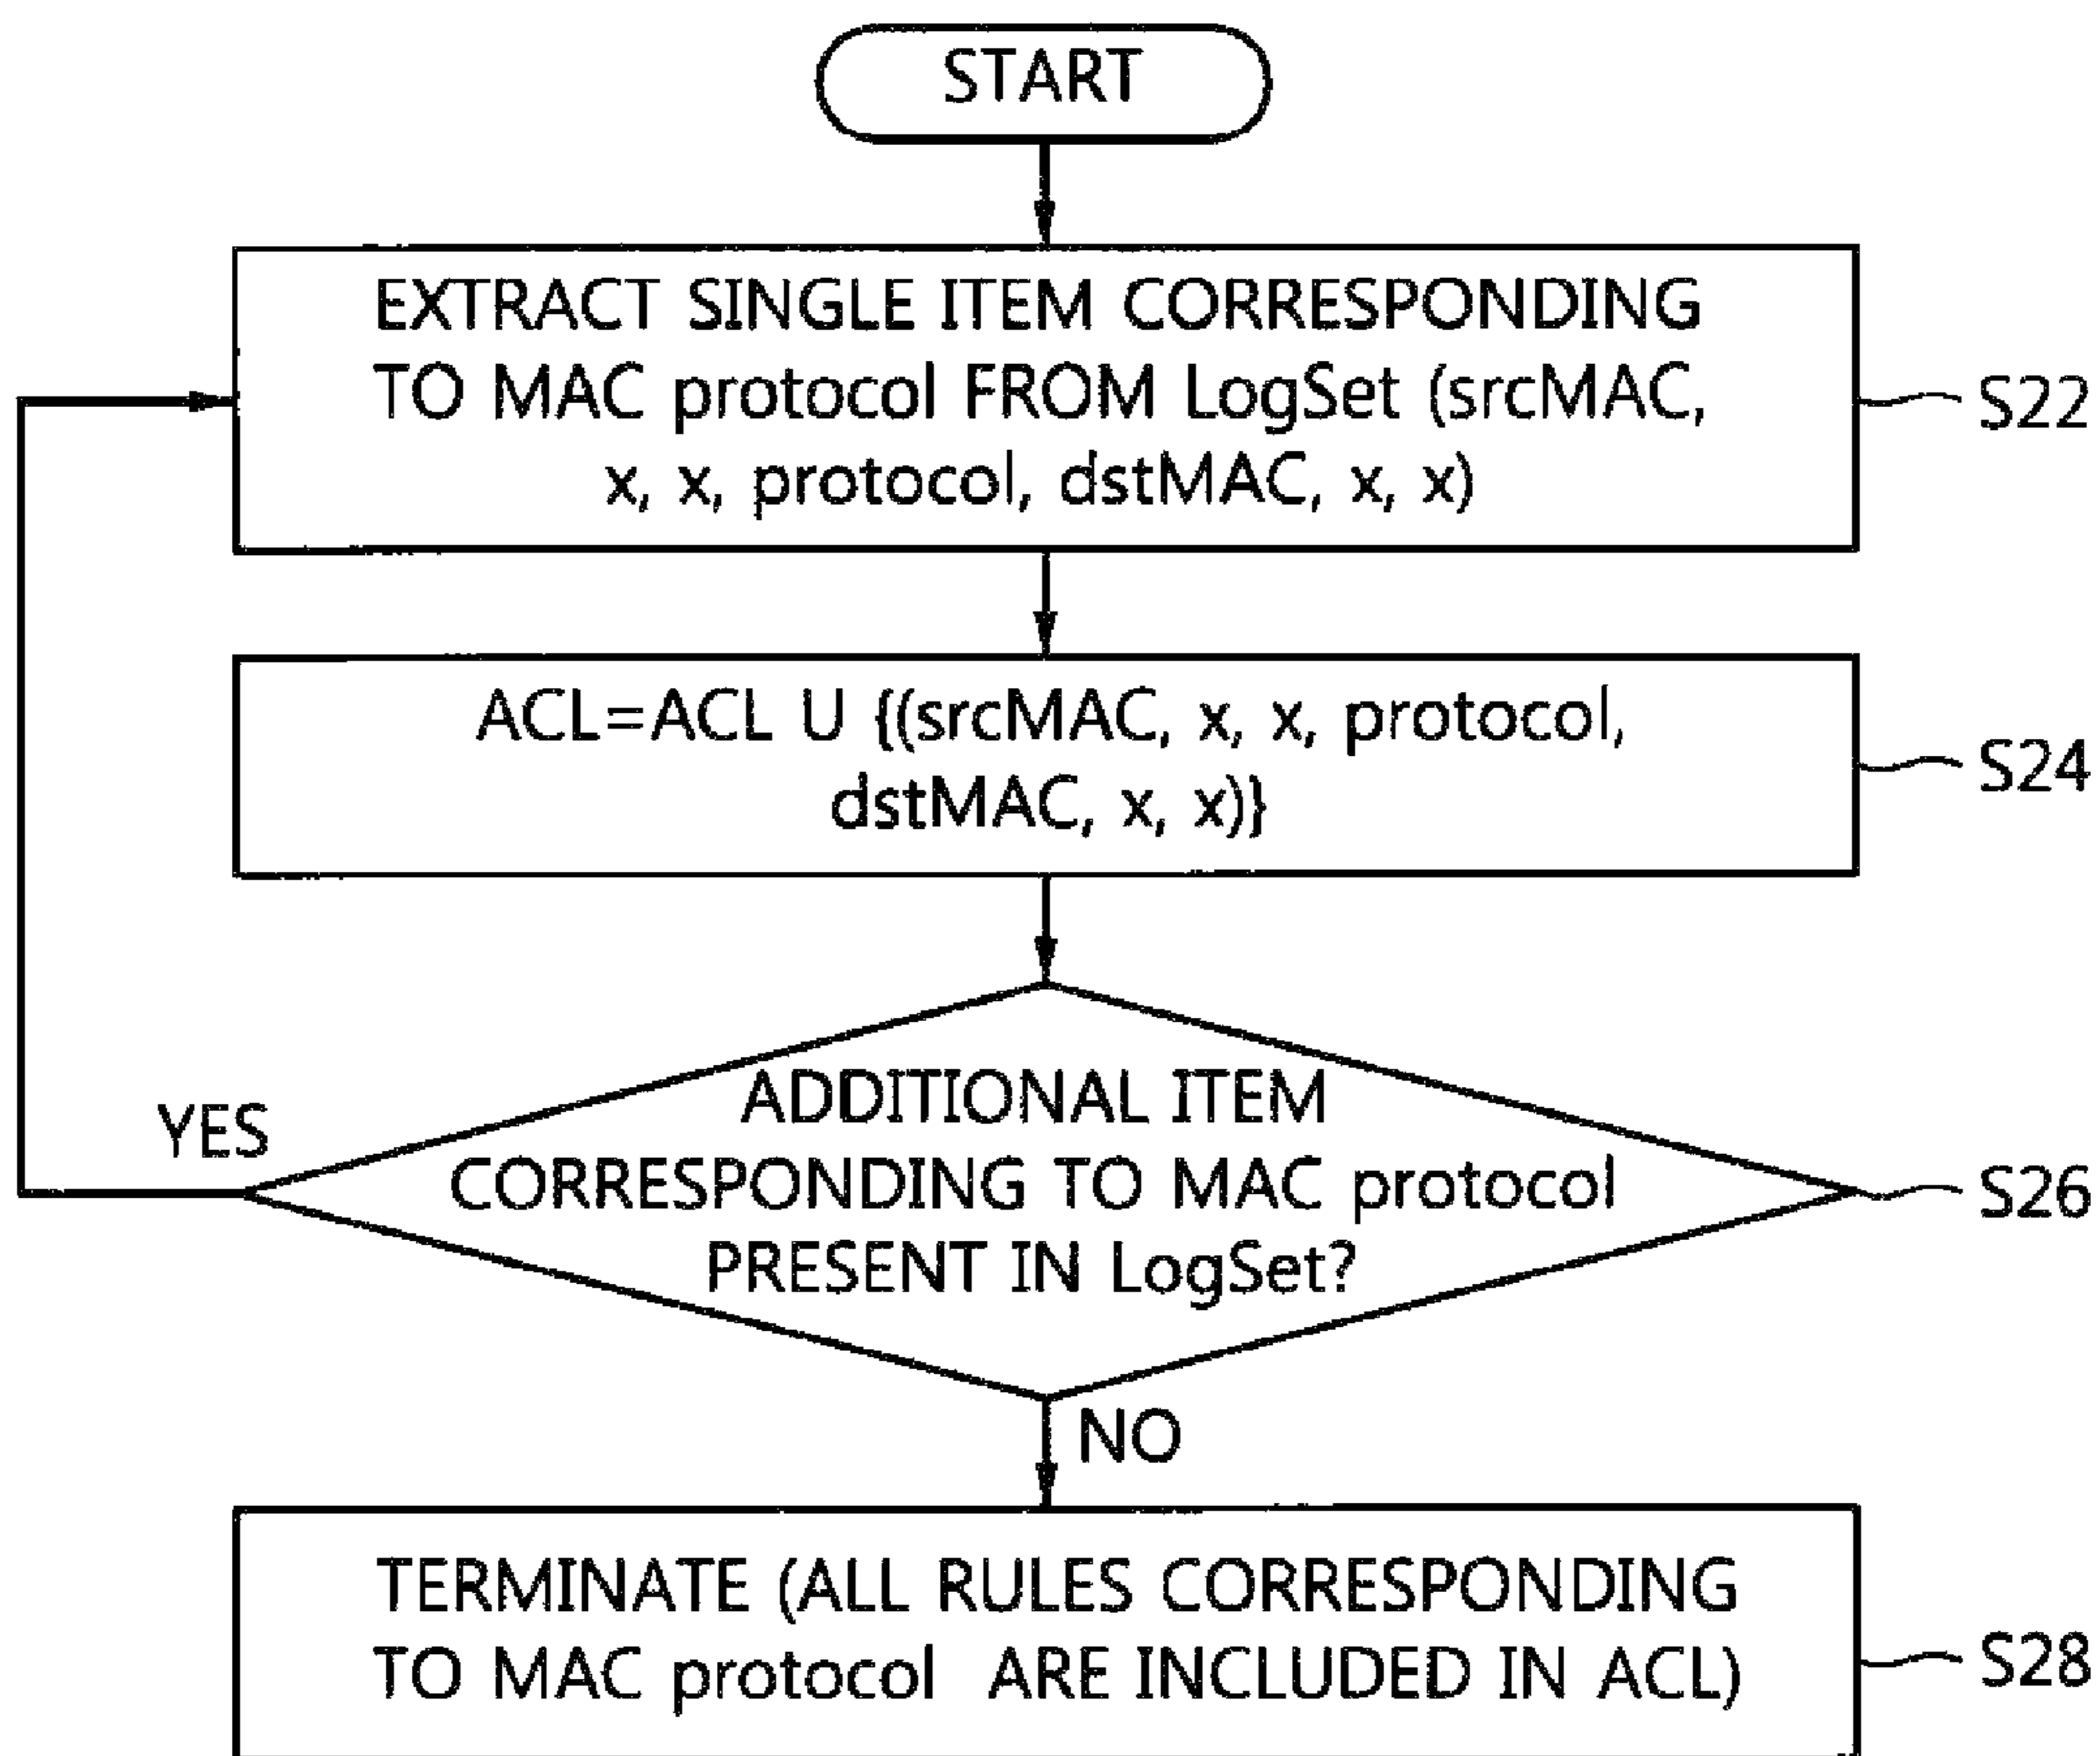 START
EXTRACT SINGLE ITEM CORRESPONDING
TO MAC protocol FROM LogSet (srcMAC,
x, x, protocol, dstMAC, x, x)
S22
ACL=ACL U {(srcMAC, x, x, protocol,
dstMAC, x, x)}
S24
ADDITIONAL ITEM
CORRESPONDING TO MAC protocol
PRESENT IN LogSet?
YES
S26
NO
TERMINATE (ALL RULES CORRESPONDING
TO MAC protocol ARE INCLUDED IN ACL)
S28